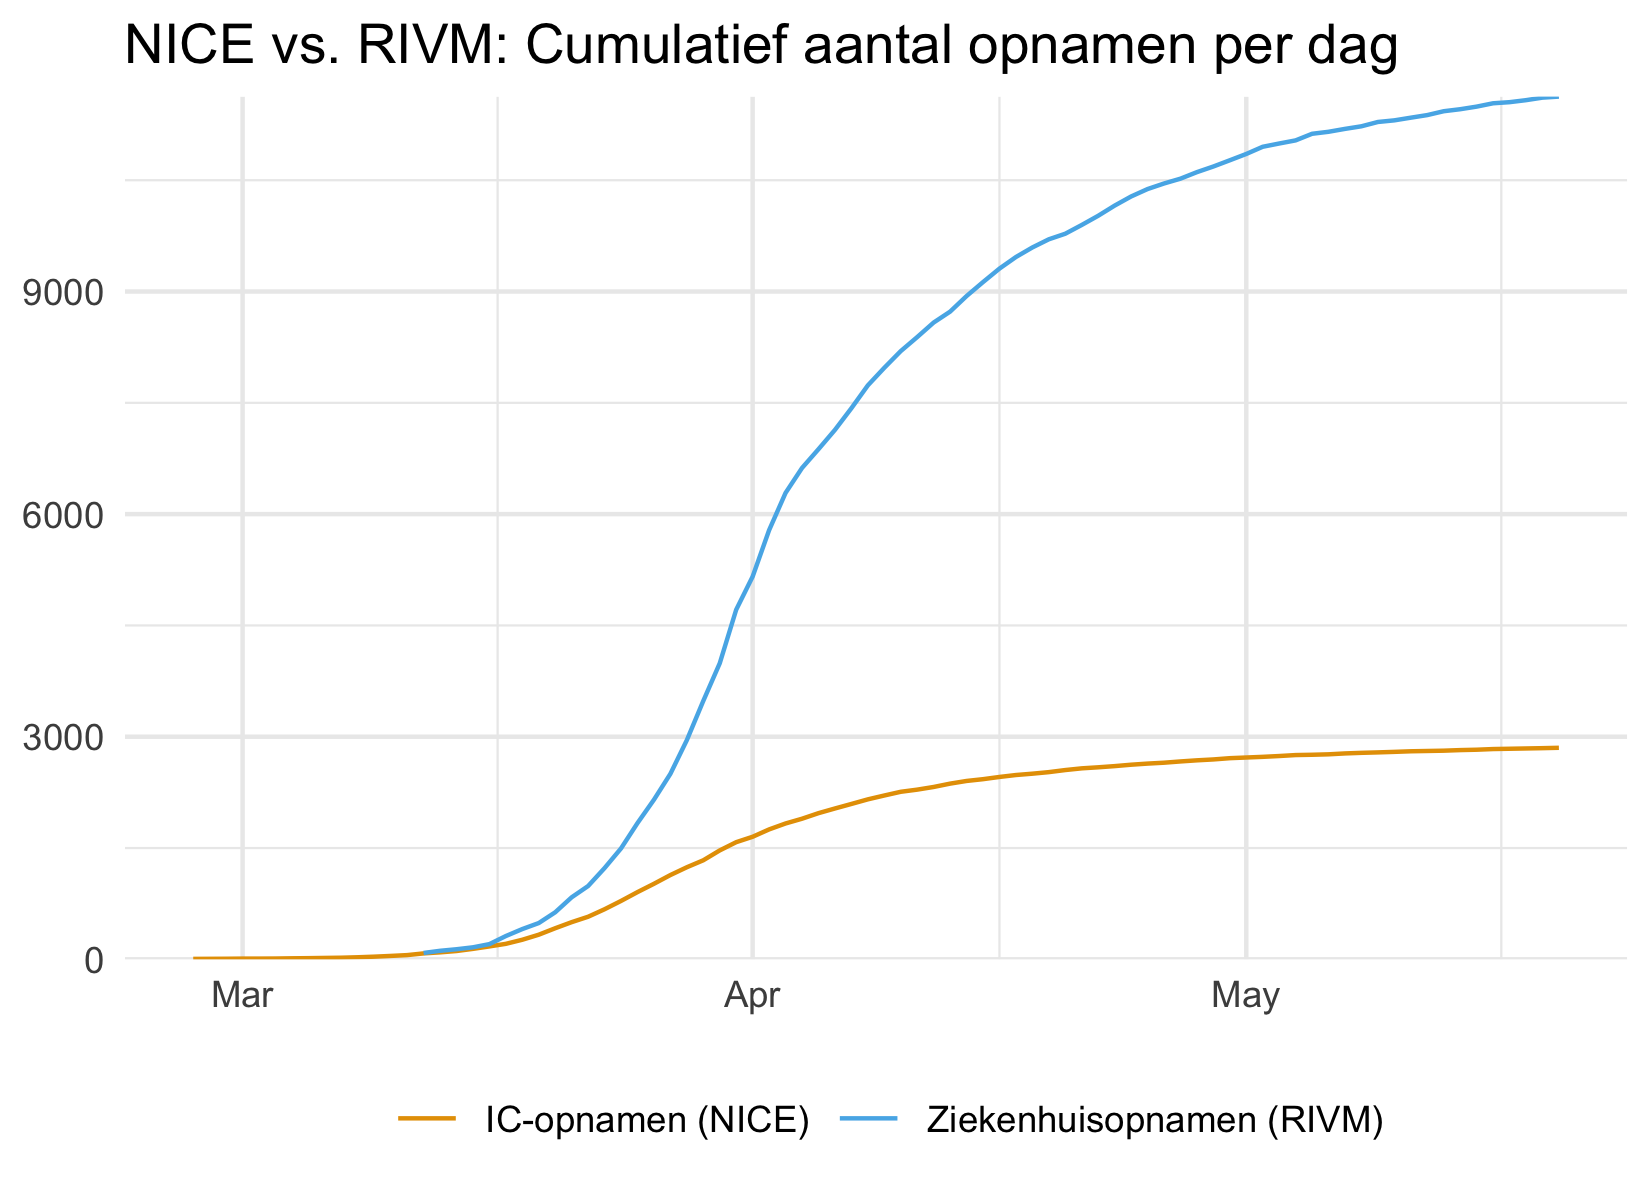 NICE vs. RIVM: Cumulatief aantal opnamen per dag
9000
6000
3000
0
Mar Apr May
IC-opnamen (NICE) Ziekenhuisopnamen (RIVM)